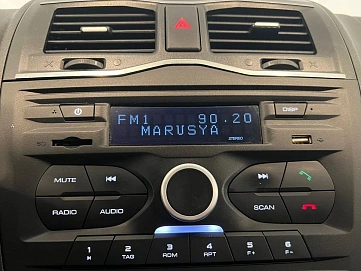 DISP
FM1 90.20
MARUSYA
STEREO
MUTE
RADIO AUDIO
SCAN
1 2 3 4 5 6
TAG RDM RPT F+ F-